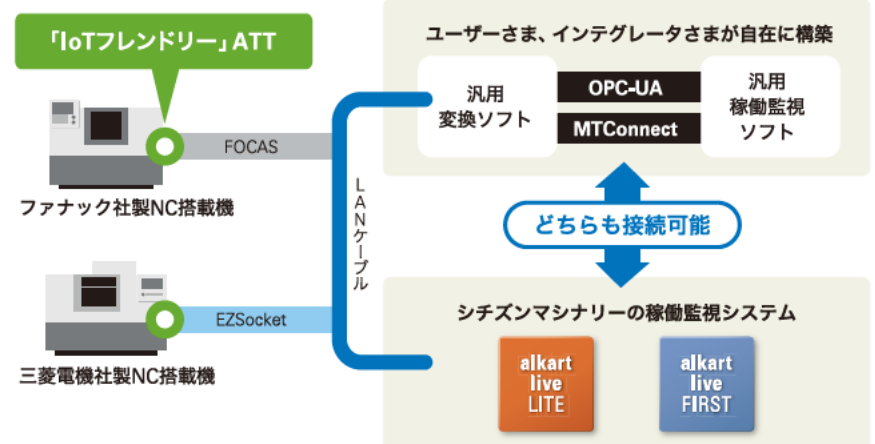 「IoTフレンドリー」ATT
FOCAS
ファナック社製NC搭載機
EZSocket
三菱電機社製NC搭載機
LANケーブル
ユーザーさま、インテグレータさまが自在に構築
汎用
変換ソフト
OPC-UA
MTConnect
汎用
稼働監視
ソフト
どちらも接続可能
シチズンマシナリーの稼働監視システム
alkart
live
LITE
alkart
live
FIRST